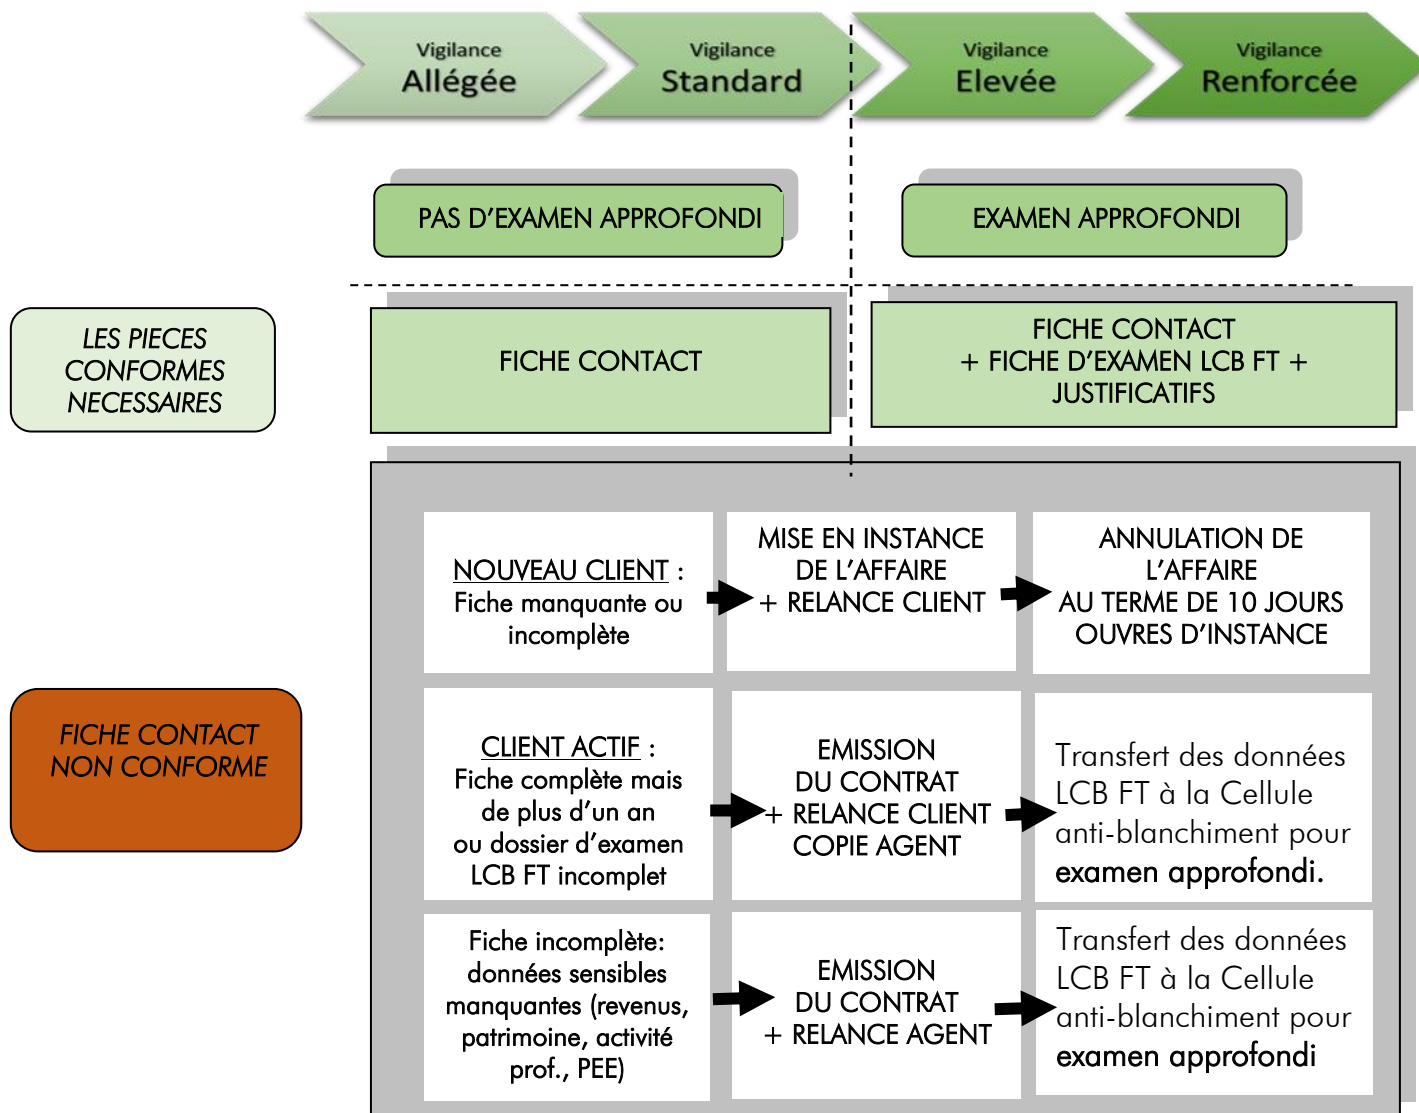 Vigilance
Allégée
Vigilance
Standard
Vigilance
Elevée
Vigilance
Renforcée
PAS D'EXAMEN APPROFONDI
EXAMEN APPROFONDI
LES PIECES
CONFORMES
NECESSAIRES
FICHE CONTACT
FICHE CONTACT
+ FICHE D'EXAMEN LCB FT +
JUSTIFICATIFS
NOUVEAU CLIENT :
Fiche manquante ou
incomplète
MISE EN INSTANCE
DE L'AFFAIRE
+ RELANCE CLIENT
ANNULATION DE
L'AFFAIRE
AU TERME DE 10 JOURS
OUVRES D'INSTANCE
FICHE CONTACT
NON CONFORME
CLIENT ACTIF :
Fiche complète mais
de plus d'un an
ou dossier d'examen
LCB FT incomplet
EMISSION
DU CONTRAT
+ RELANCE CLIENT
COPIE AGENT
Transfert des données
LCB FT à la Cellule
anti-blanchiment pour
examen approfondi.
Fiche incomplète:
données sensibles
manquantes (revenus,
patrimoine, activité
prof., PEE)
EMISSION
DU CONTRAT
+ RELANCE AGENT
Transfert des données
LCB FT à la Cellule
anti-blanchiment pour
examen approfondi